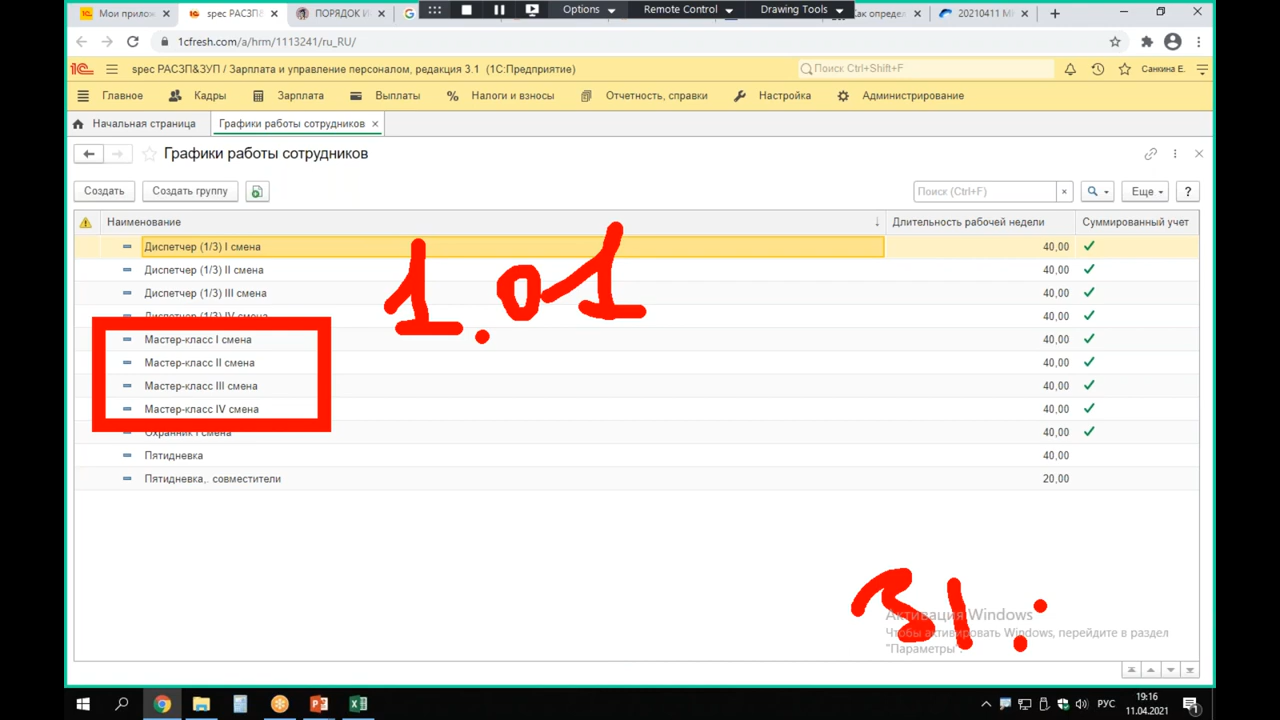 Мои прилож
spec РАСЗП&ЗУ
ПОРЯДОК И
Options
Remote Control
Drawing Tools
Как опреде
20210411 М
1cfresh.com/a/hrm/1113241/ru_RU/
spec РАСЗП&ЗУП / Зарплата и управление персоналом, редакция 3.1 (1С:Предприятие)
Поиск Ctrl+Shift+F
Санкина Е.
Главное
Кадры
Зарплата
Выплаты
Налоги и взносы
Отчетность, справки
Настройка
Администрирование
Начальная страница
Графики работы сотрудников
Графики работы сотрудников
Создать
Создать группу
Поиск (Ctrl+F)
Еще
?
Наименование
Длительность рабочей недели
Суммированный учет
Диспетчер (1/3) I смена 40,00
Диспетчер (1/3) II смена 40,00
Диспетчер (1/3) III смена 40,00
Диспетчер (1/3) IV смена 40,00
Мастер-класс I смена 40,00
Мастер-класс II смена 40,00
Мастер-класс III смена 40,00
Мастер-класс IV смена 40,00
Охранник I смена 40,00
Пятидневка 40,00
Пятидневка,. совместители 20,00
1.01
31.
Активация Windows
Чтобы активировать Windows, перейдите в раздел
"Параметры".
РУС
19:16
11.04.2021
1